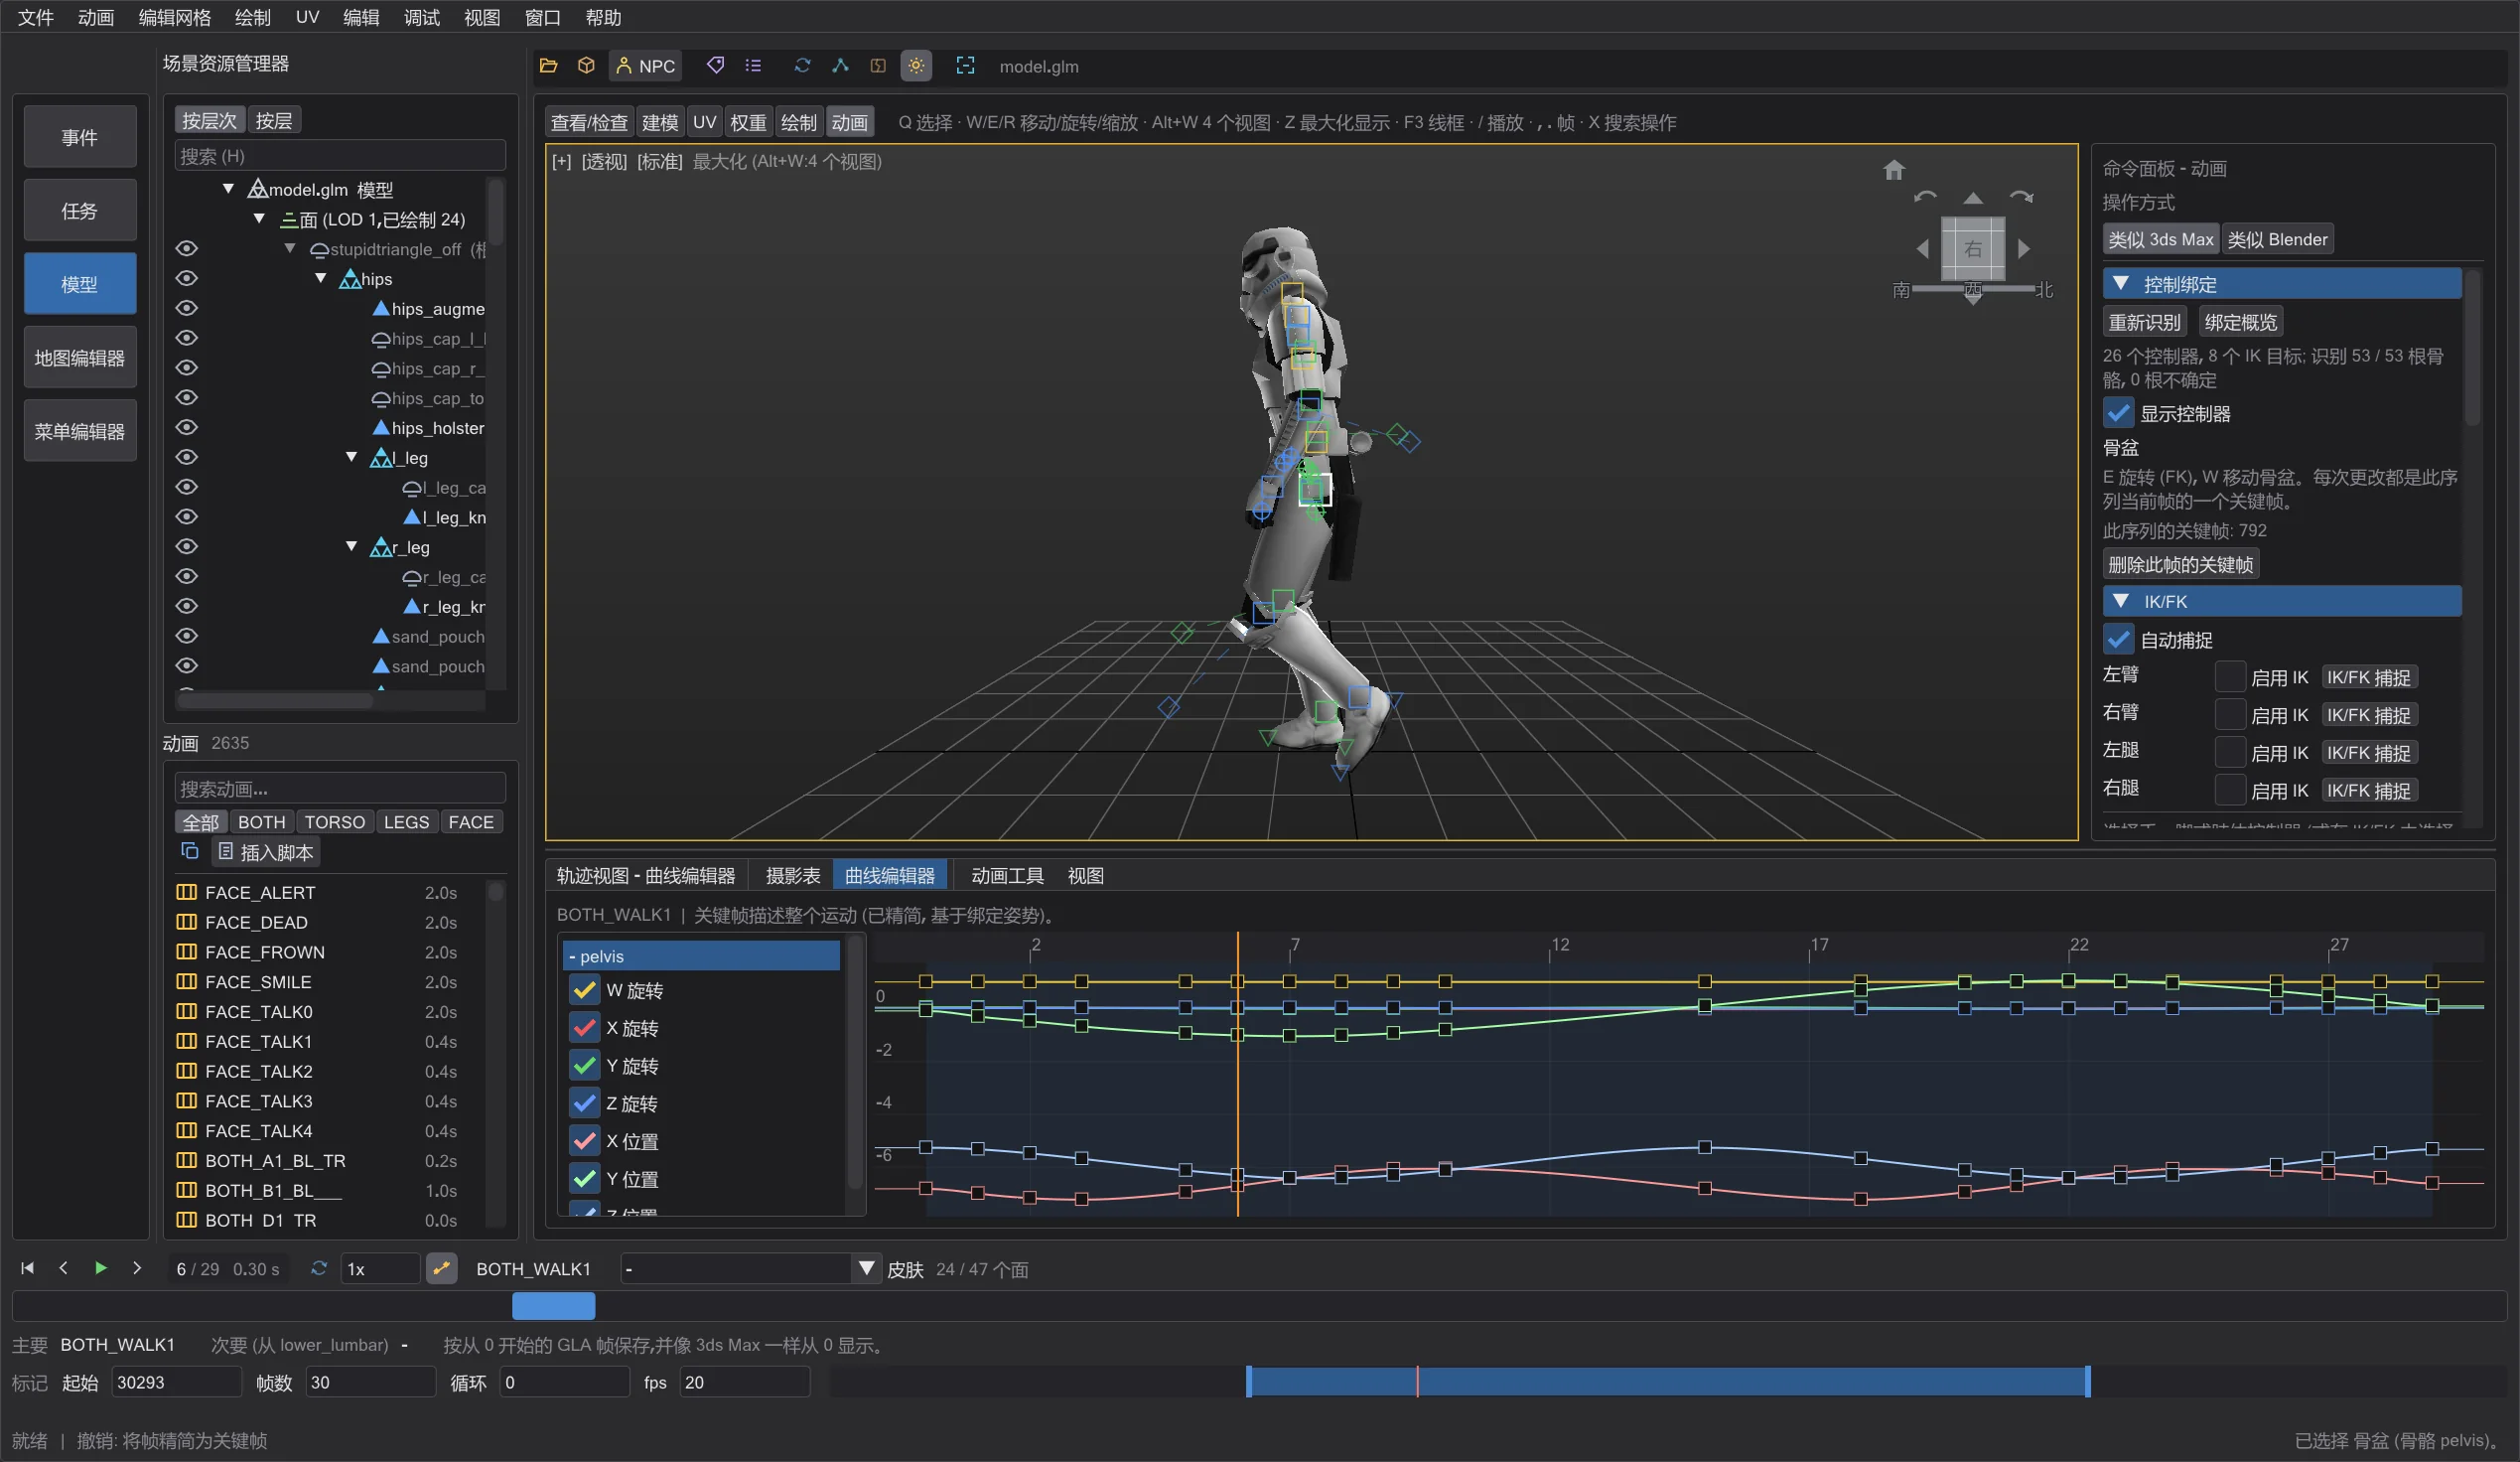 文件 动画 编辑网格 绘制 UV 编辑 调试 视图 窗口 帮助
场景资源管理器
NPC model.glm
事件
任务
模型
地图编辑器
菜单编辑器
按层次 按层
搜索 (H)
model.glm 模型
面 (LOD 1,已绘制 24)
stupidtriangle_off
hips
hips_augme
hips_cap_l_
hips_cap_r_
hips_cap_to
hips_holster
l_leg
l_leg_ca
l_leg_kn
r_leg
r_leg_ca
r_leg_kn
sand_pouch
sand_pouch
动画 2635
搜索动画...
全部 BOTH TORSO LEGS FACE
插入脚本
FACE_ALERT 2.0s
FACE_DEAD 2.0s
FACE_FROWN 2.0s
FACE_SMILE 2.0s
FACE_TALK0 2.0s
FACE_TALK1 0.4s
FACE_TALK2 0.4s
FACE_TALK3 0.4s
FACE_TALK4 0.4s
BOTH_A1_BL_TR 0.2s
BOTH_B1_BL___ 1.0s
BOTH_D1_TR 0.0s
查看/检查 建模 UV 权重 绘制 动画 Q 选择 · W/E/R 移动/旋转/缩放 · Alt+W 4 个视图 · Z 最大化显示 · F3 线框 · / 播放 · , . 帧 · X 搜索操作
[+] [透视] [标准] 最大化 (Alt+W:4 个视图)
右
南 西 北
命令面板 - 动画
操作方式
类似 3ds Max 类似 Blender
控制绑定
重新识别 绑定概览
26 个控制器, 8 个 IK 目标; 识别 53 / 53 根骨
骼, 0 根不确定
显示控制器
骨盆
E 旋转 (FK), W 移动骨盆。每次更改都是此序
列当前帧的一个关键帧。
此序列的关键帧: 792
删除此帧的关键帧
IK/FK
自动捕捉
左臂 启用 IK IK/FK 捕捉
右臂 启用 IK IK/FK 捕捉
左腿 启用 IK IK/FK 捕捉
右腿 启用 IK IK/FK 捕捉
轨迹视图 - 曲线编辑器 摄影表 曲线编辑器 动画工具 视图
BOTH_WALK1 | 关键帧描述整个运动 (已精简, 基于绑定姿势)。
- pelvis
W 旋转
X 旋转
Y 旋转
Z 旋转
X 位置
Y 位置
Z 位置
2 7 12 17 22 27
0
-2
-4
-6
6 / 29 0.30 s 1x BOTH_WALK1 - 皮肤 24 / 47 个面
主要 BOTH_WALK1 次要 (从 lower_lumbar) - 按从 0 开始的 GLA 帧保存,并像 3ds Max 一样从 0 显示。
标记 起始 30293 帧数 30 循环 0 fps 20
就绪 | 撤销: 将帧精简为关键帧
已选择 骨盆 (骨骼 pelvis)。